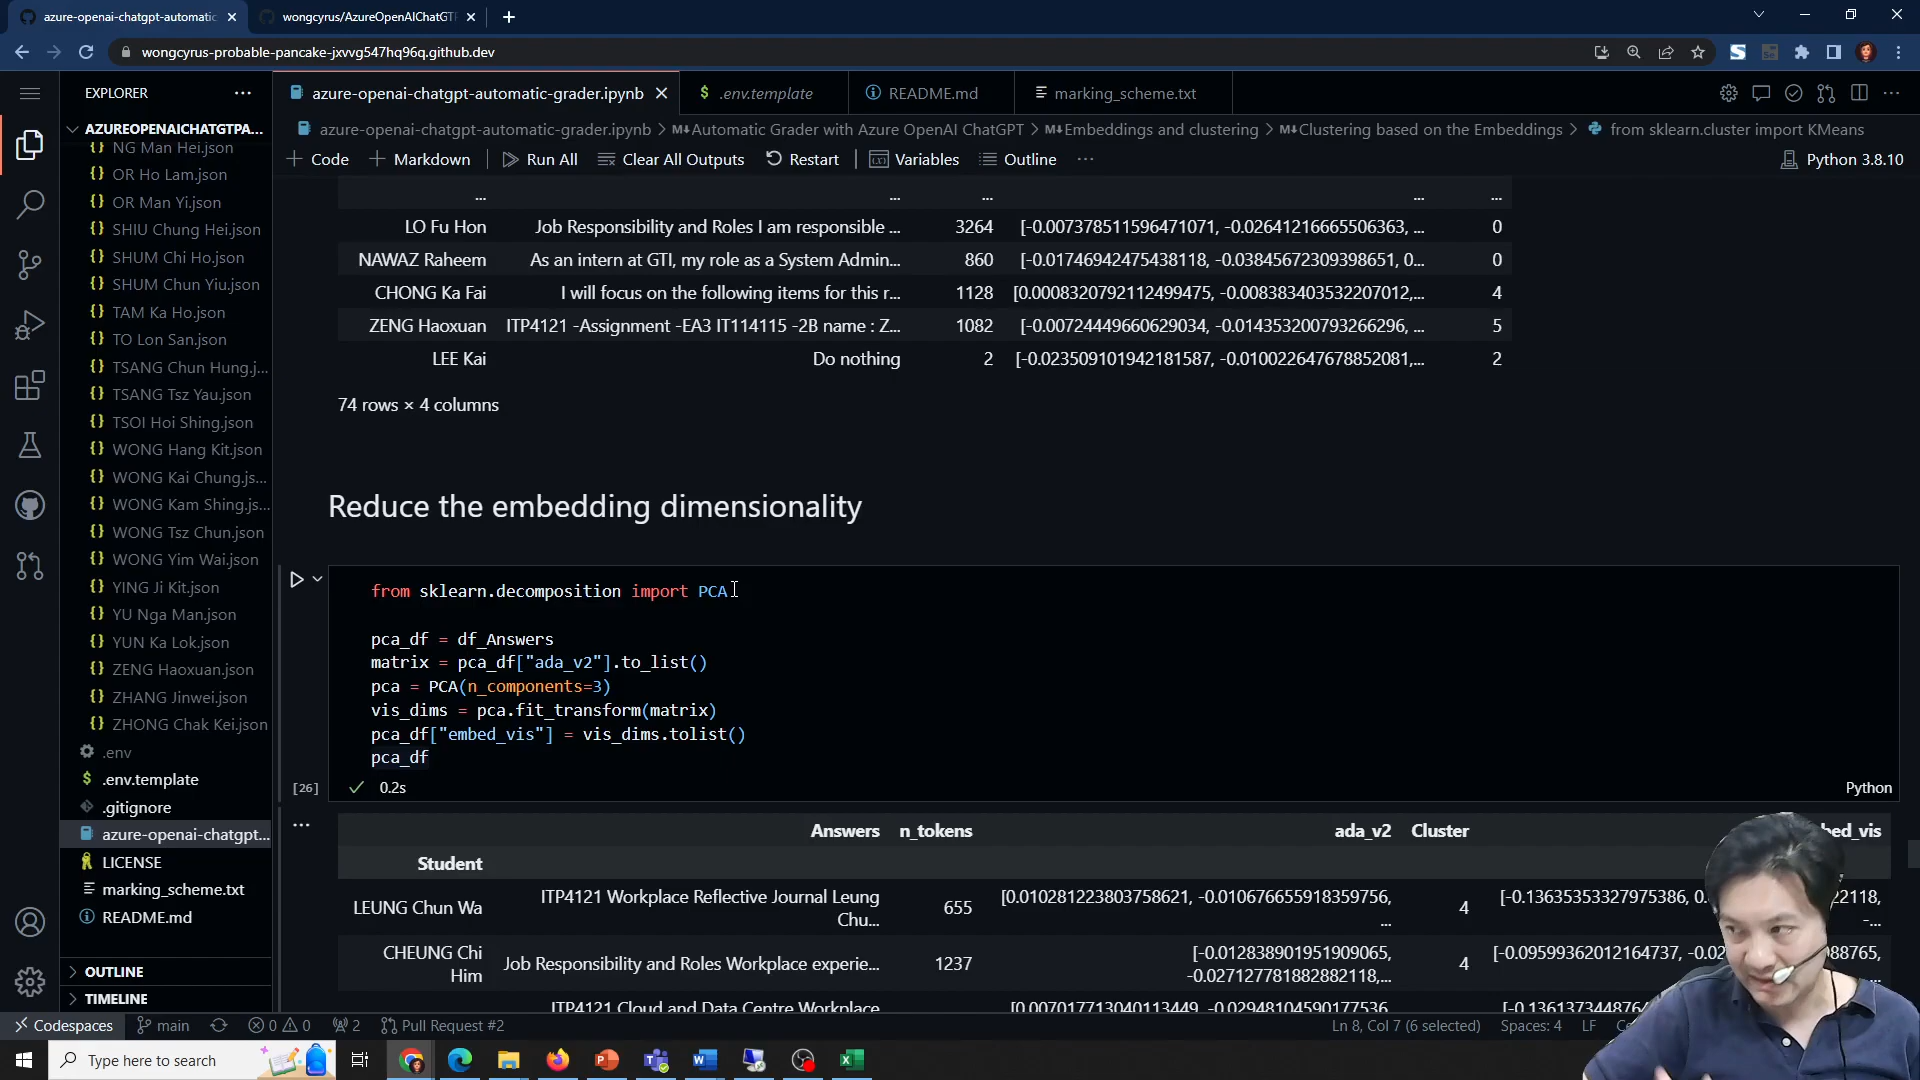 azure-openai-chatgpt-automatic
wongcyrus/AzureOpenAIChatGTF
wongcyrus-probable-pancake-jxvvg547hq96q.github.dev
EXPLORER
azure-openai-chatgpt-automatic-grader.ipynb
.env.template
README.md
marking_scheme.txt
AZUREOPENAICHATGTPA...
azure-openai-chatgpt-automatic-grader.ipynb > Automatic Grader with Azure OpenAI ChatGPT > Embeddings and clustering > Clustering based on the Embeddings > from sklearn.cluster import KMeans
+ Code + Markdown | Run All Clear All Outputs Restart | Variables Outline ...
Python 3.8.10
NG Man Hei.json
OR Ho Lam.json
OR Man Yi.json
SHIU Chung Hei.json
SHUM Chi Ho.json
SHUM Chun Yiu.json
TAM Ka Ho.json
TO Lon San.json
TSANG Chun Hung.j...
TSANG Tsz Yau.json
TSOI Hoi Shing.json
WONG Hang Kit.json
WONG Kai Chung.js...
WONG Kam Shing.js...
WONG Tsz Chun.json
WONG Yim Wai.json
YING Ji Kit.json
YU Nga Man.json
YUN Ka Lok.json
ZENG Haoxuan.json
ZHANG Jinwei.json
ZHONG Chak Kei.json
.env
.env.template
.gitignore
azure-openai-chatgpt...
LICENSE
marking_scheme.txt
README.md
OUTLINE
TIMELINE
... ... ... ... ...
LO Fu Hon Job Responsibility and Roles I am responsible ... 3264 [-0.007378511596471071, -0.02641216665506363, ... 0
NAWAZ Raheem As an intern at GTI, my role as a System Admin... 860 [-0.01746942475438118, -0.03845672309398651, 0... 0
CHONG Ka Fai I will focus on the following items for this r... 1128 [0.0008320792112499475, -0.008383403532207012,... 4
ZENG Haoxuan ITP4121 -Assignment -EA3 IT114115 -2B name : Z... 1082 [-0.00724449660629034, -0.014353200793266296, ... 5
LEE Kai Do nothing 2 [-0.023509101942181587, -0.010022647678852081,... 2
74 rows × 4 columns
Reduce the embedding dimensionality
from sklearn.decomposition import PCA
pca_df = df_Answers
matrix = pca_df["ada_v2"].to_list()
pca = PCA(n_components=3)
vis_dims = pca.fit_transform(matrix)
pca_df["embed_vis"] = vis_dims.tolist()
pca_df
[26] 0.2s
Python
Answers n_tokens ada_v2 Cluster
Student
LEUNG Chun Wa ITP4121 Workplace Reflective Journal Leung Chu... 655 [0.010281223803758621, -0.010676655918359756, ... 4 [-0.13635353327975386,
CHEUNG Chi Him Job Responsibility and Roles Workplace experie... 1237 [-0.012838901951909065, -0.027127781882882118,... 4 [-0.09599362012164737,
ITP4121 Cloud and Data Centre Workplace [0.007017713040113449, -0.02948104590177536,
Codespaces main 0 0 2 Pull Request #2
Ln 8, Col 7 (6 selected) Spaces: 4 LF
Type here to search